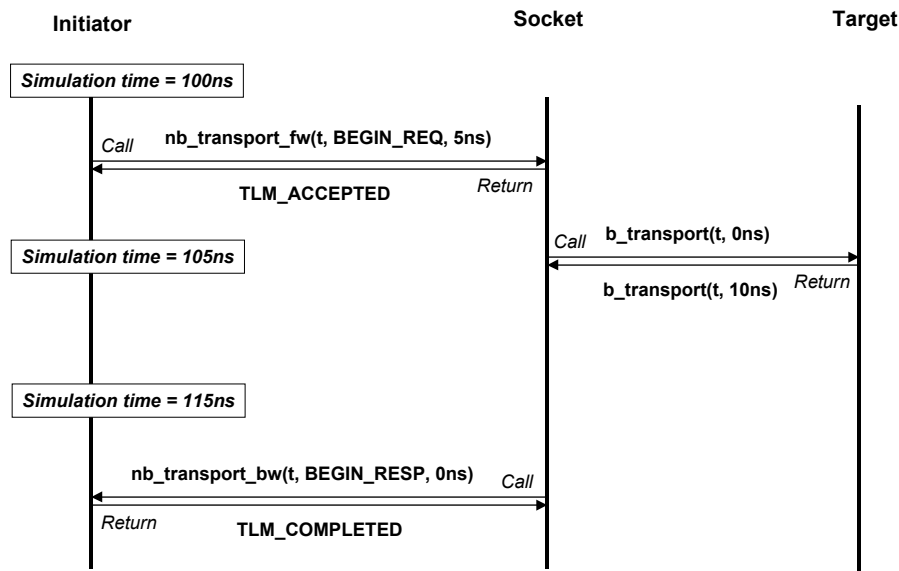 Initiator
Socket
Target
Simulation time = 100ns
Call
nb_transport_fw(t, BEGIN_REQ, 5ns)
TLM_ACCEPTED
Return
Simulation time = 105ns
Call
b_transport(t, 0ns)
b_transport(t, 10ns)
Return
Simulation time = 115ns
nb_transport_bw(t, BEGIN_RESP, 0ns)
Call
Return
TLM_COMPLETED